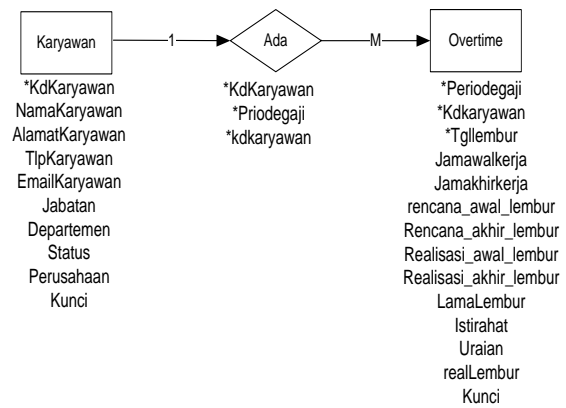 Karyawan
1
Ada
M
Overtime
*KdKaryawan
NamaKaryawan
AlamatKaryawan
TlpKaryawan
EmailKaryawan
Jabatan
Departemen
Status
Perusahaan
Kunci
*KdKaryawan
*Priodegaji
*kdkaryawan
*Periodegaji
*Kdkaryawan
*Tgllembur
Jamawalkerja
Jamakhirkerja
rencana_awal_lembur
Rencana_akhir_lembur
Realisasi_awal_lembur
Realisasi_akhir_lembur
LamaLembur
Istirahat
Uraian
realLembur
Kunci